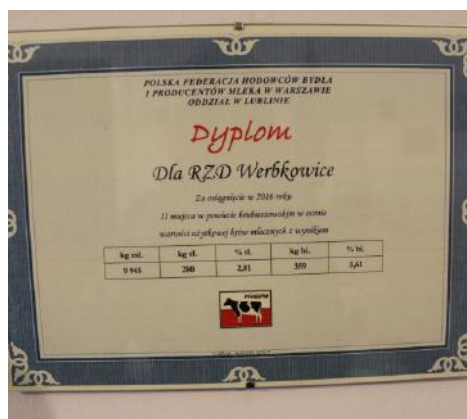 POLSKA FEDERACJA HODOWCÓW BYDŁA
I PRODUCENTÓW MLEKA W WARSZAWIE
ODDZIAŁ W LUBLINIE
Dyplom
Dla RZD Werbkowice
Za osiągnięcie w 2016 roku
II miejsca w powiecie hrubieszowskim w ocenie
wartości użytkowej krów mlecznych z wynikiem
kg ml. kg tł. % tł. kg bi. % bi.
9 945 280 2,81 359 3,61